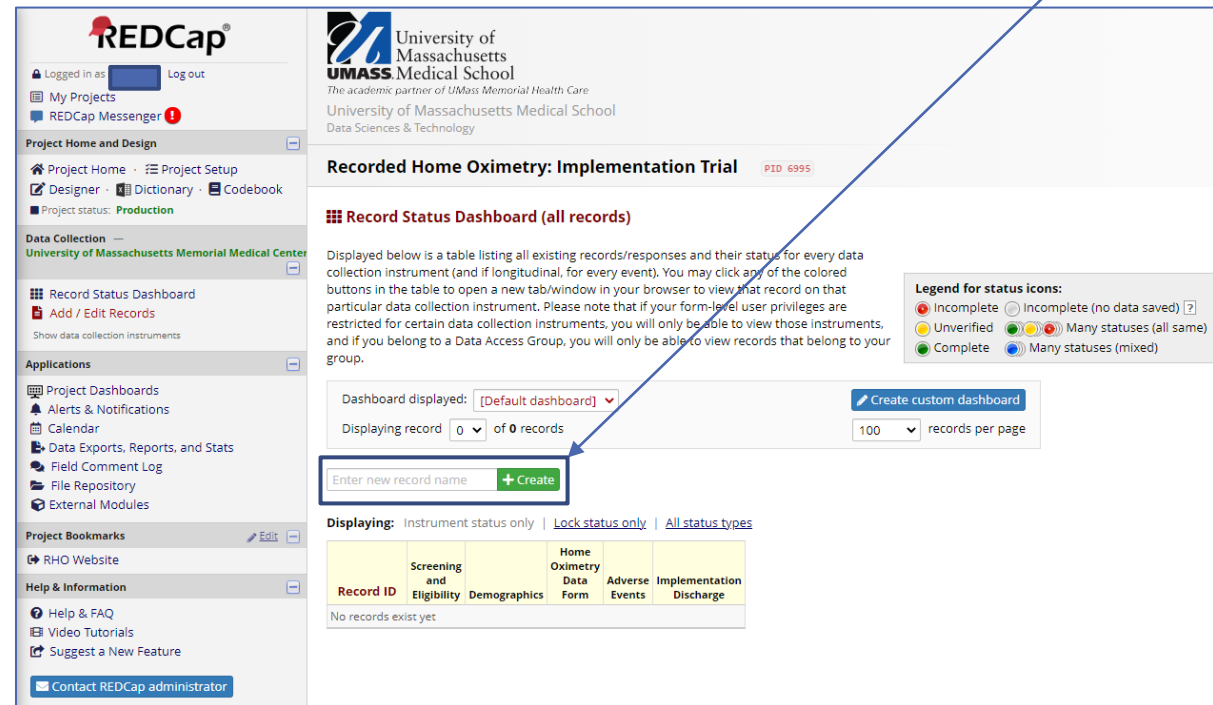 REDCap®
Logged in as Log out
My Projects
REDCap Messenger
Project Home and Design
Project Home · Project Setup
Designer · Dictionary · Codebook
Project status: Production
Data Collection
University of Massachusetts Memorial Medical Center
Record Status Dashboard
Add / Edit Records
Show data collection instruments
Applications
Project Dashboards
Alerts & Notifications
Calendar
Data Exports, Reports, and Stats
Field Comment Log
File Repository
External Modules
Project Bookmarks Edit
RHO Website
Help & Information
Help & FAQ
Video Tutorials
Suggest a New Feature
Contact REDCap administrator
University of
Massachusetts
UMASS. Medical School
The academic partner of UMass Memorial Health Care
University of Massachusetts Medical School
Data Sciences & Technology
Recorded Home Oximetry: Implementation Trial PID 6995
Record Status Dashboard (all records)
Displayed below is a table listing all existing records/responses and their status for every data
collection instrument (and if longitudinal, for every event). You may click any of the colored
buttons in the table to open a new tab/window in your browser to view that record on that
particular data collection instrument. Please note that if your form-level user privileges are
restricted for certain data collection instruments, you will only be able to view those instruments,
and if you belong to a Data Access Group, you will only be able to view records that belong to your
group.
Legend for status icons:
Incomplete Incomplete (no data saved) ?
Unverified Many statuses (all same)
Complete Many statuses (mixed)
Dashboard displayed: [Default dashboard] Create custom dashboard
Displaying record 0 of 0 records 100 records per page
Enter new record name + Create
Displaying: Instrument status only | Lock status only | All status types
Record ID Screening and Eligibility Demographics Home Oximetry Data Form Adverse Events Implementation Discharge
No records exist yet